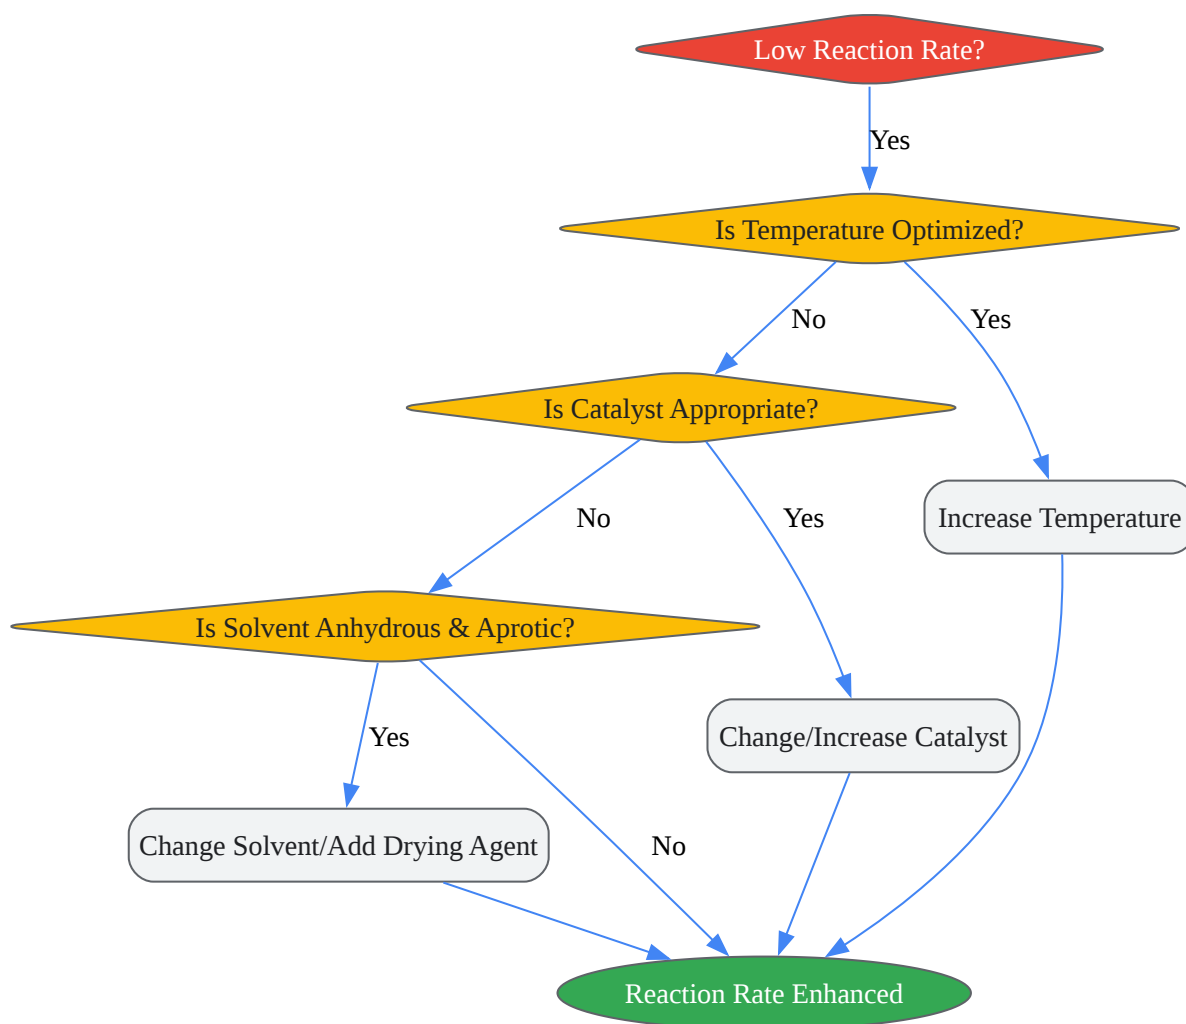 Low Reaction Rate?
Yes
Is Temperature Optimized?
No
Yes
Is Catalyst Appropriate?
No
Yes
Increase Temperature
Is Solvent Anhydrous & Aprotic?
Yes
Change/Increase Catalyst
Change Solvent/Add Drying Agent
No
Reaction Rate Enhanced